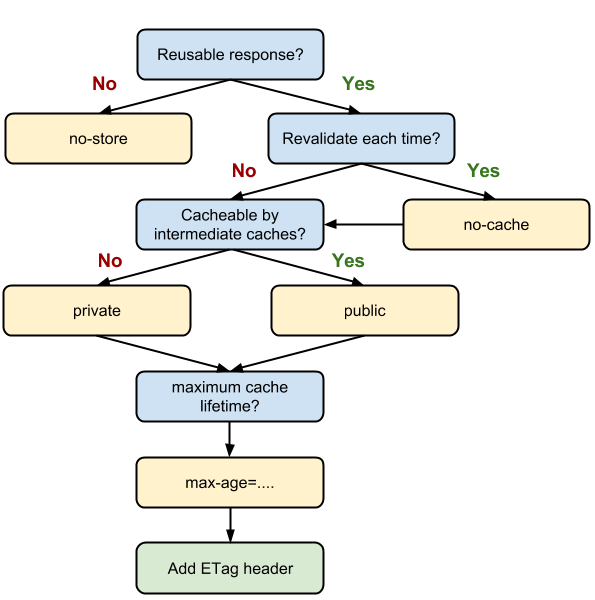 Reusable response?
No
Yes
no-store
Revalidate each time?
No
Yes
Cacheable by
intermediate caches?
no-cache
No
Yes
private
public
maximum cache
lifetime?
max-age=....
Add ETag header